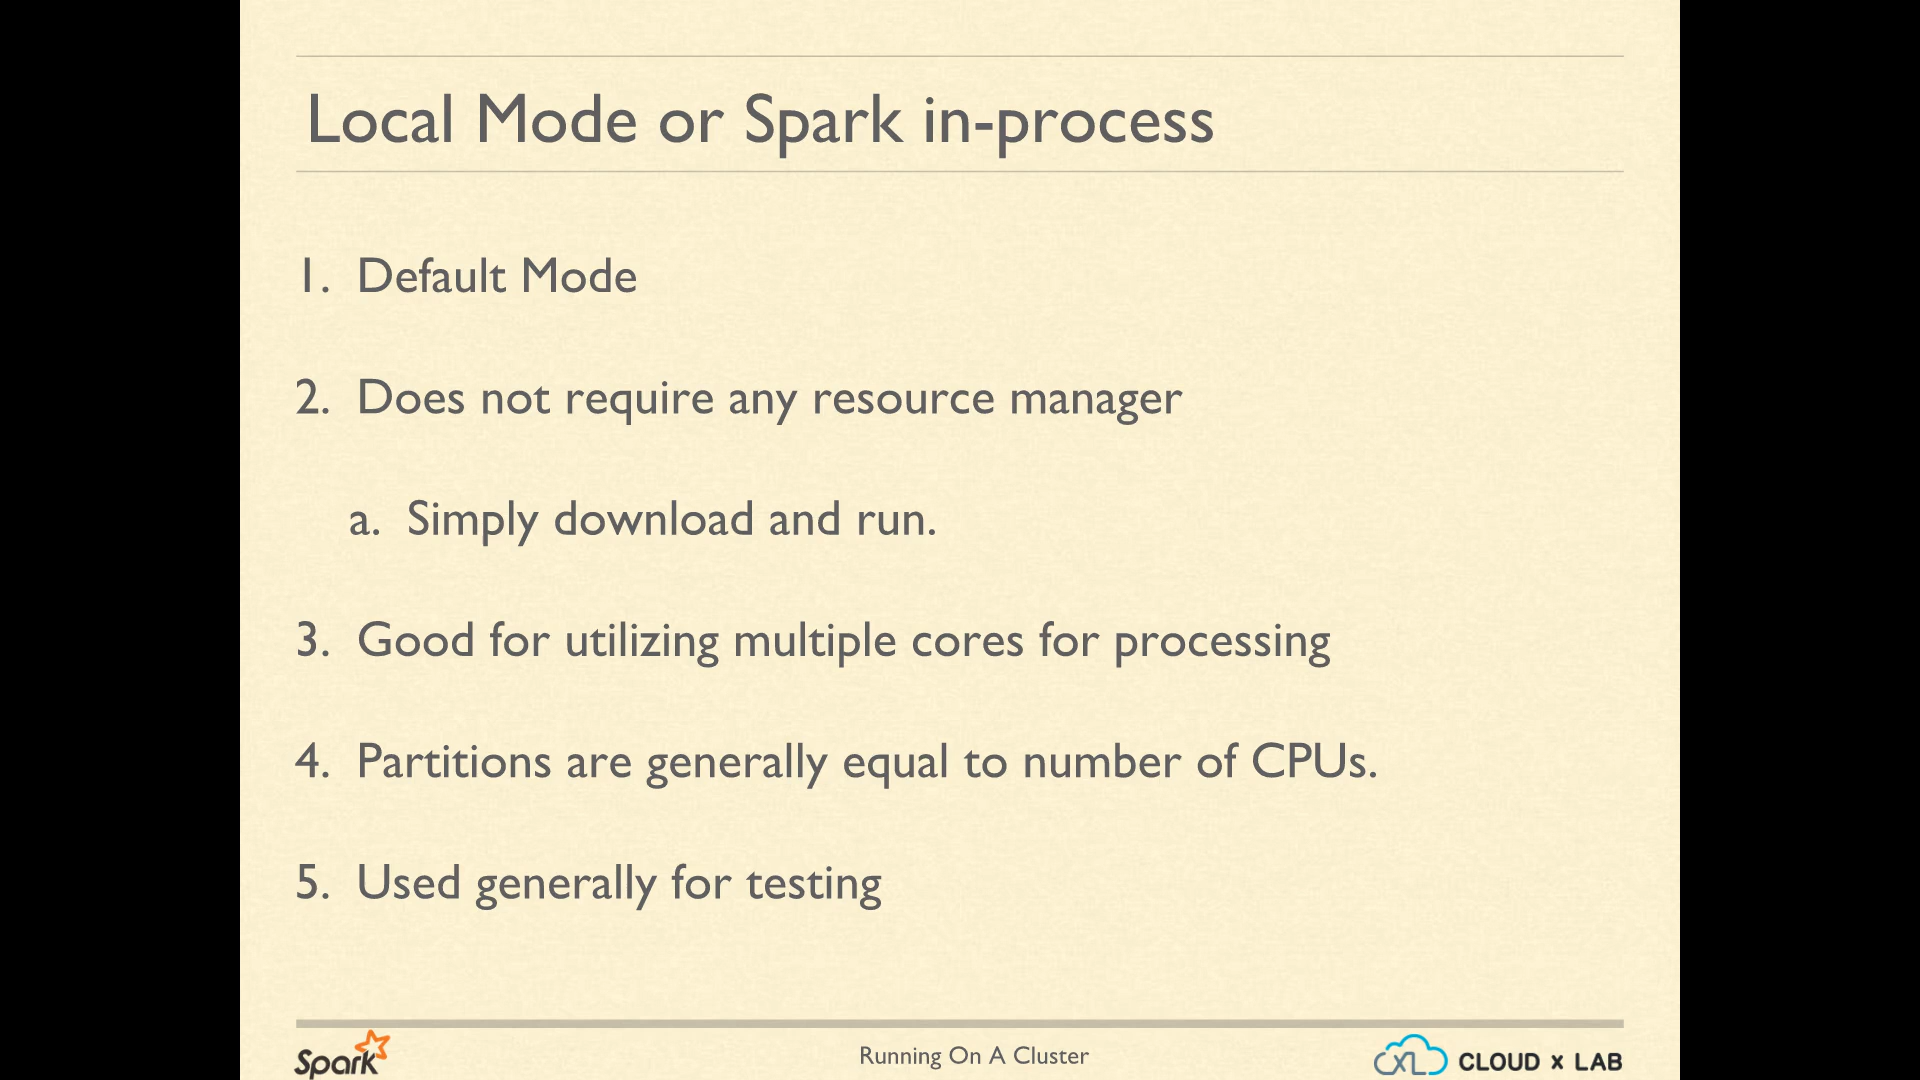 Local Mode or Spark in-process
1. Default Mode
2. Does not require any resource manager
a. Simply download and run.
3. Good for utilizing multiple cores for processing
4. Partitions are generally equal to number of CPUs.
5. Used generally for testing
Spark
Running On A Cluster
CXL CLOUD x LAB